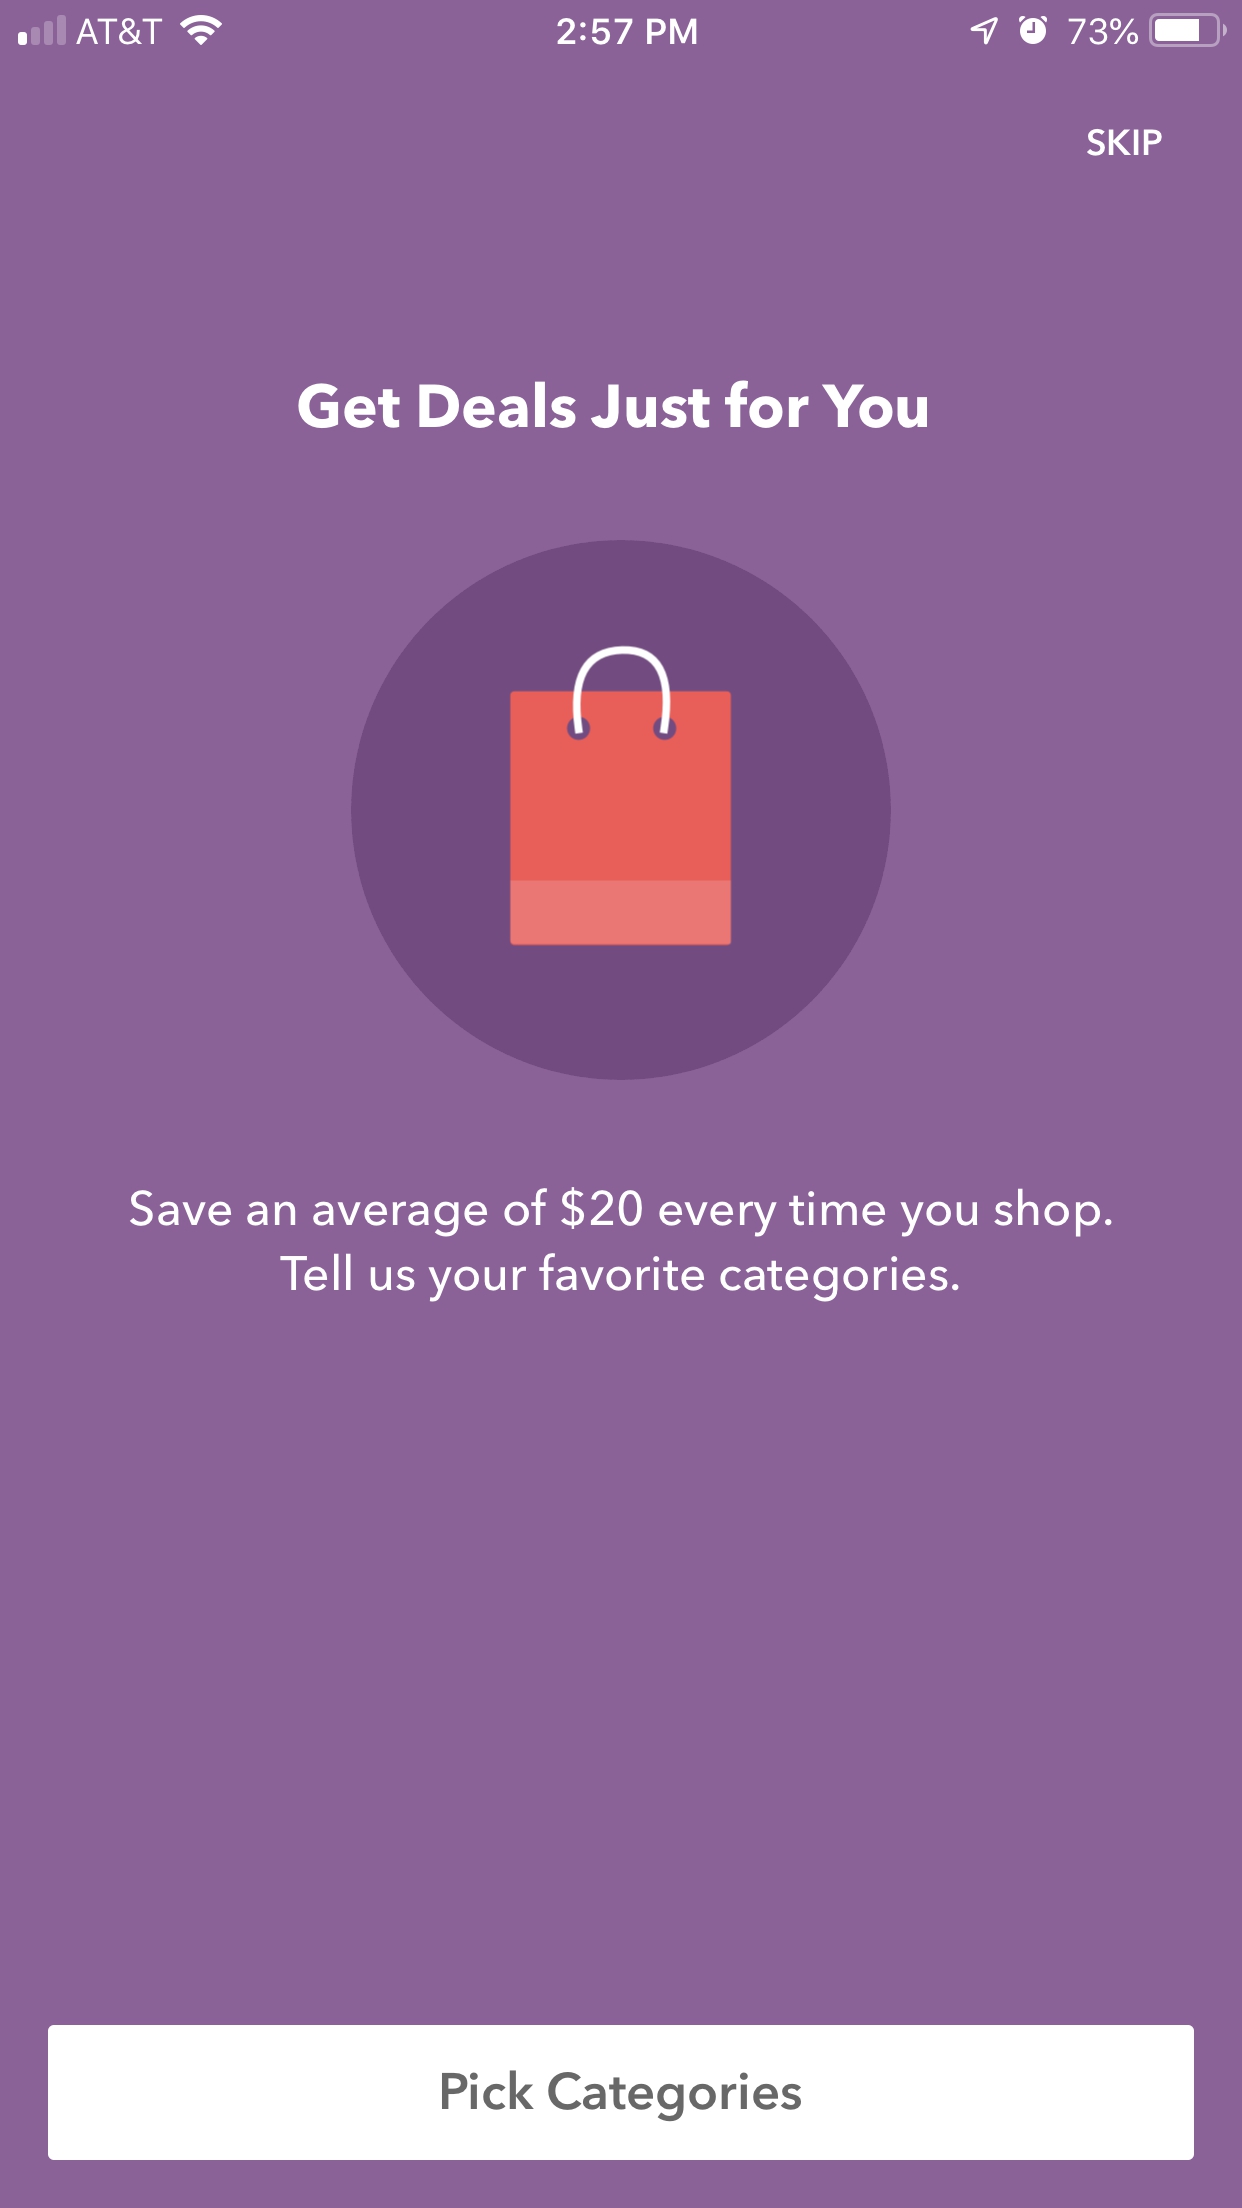 AT&T 2:57 PM 73%
SKIP
Get Deals Just for You
Save an average of $20 every time you shop.
Tell us your favorite categories.
Pick Categories